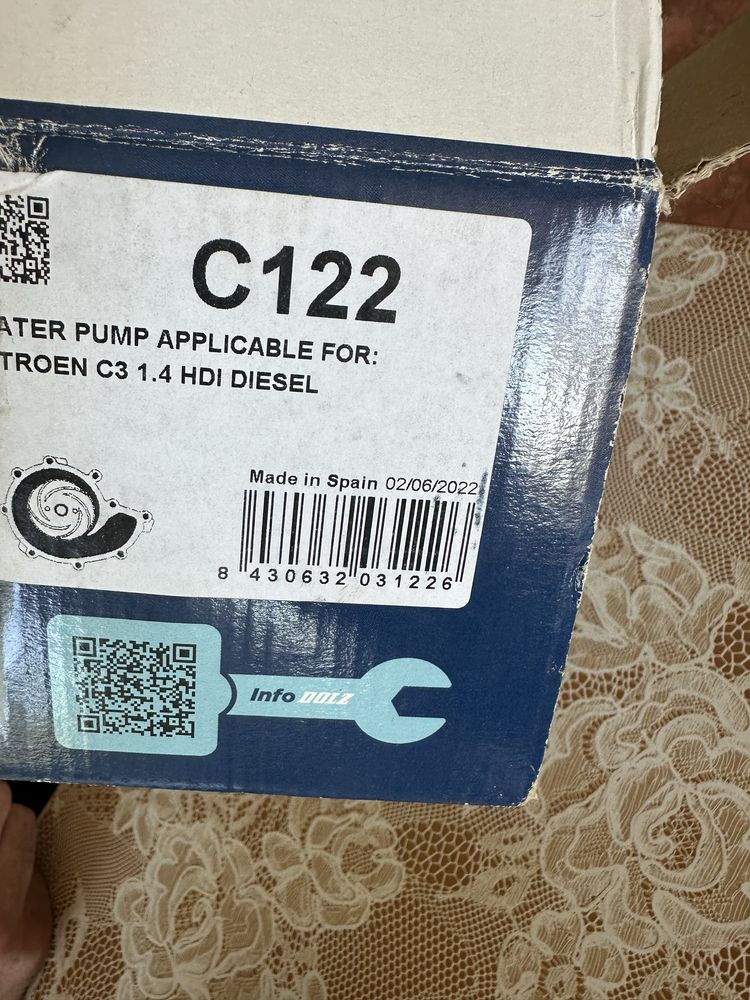 C122
ATER PUMP APPLICABLE FOR:
TROEN C3 1.4 HDI DIESEL
Made in Spain 02/06/2022
8 430632 031226
Info DOLZ